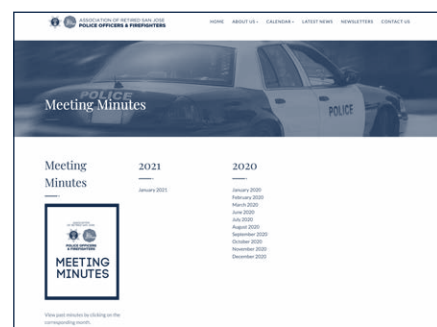 ASSOCIATION OF RETIRED SAN JOSE
POLICE OFFICERS & FIREFIGHTERS
HOME ABOUT US CALENDAR LATEST NEWS NEWSLETTERS CONTACT US
POLICE
POLICE
Meeting Minutes
Meeting
Minutes
POLICE OFFICERS
& FIREFIGHTERS
MEETING
MINUTES
View past minutes by clicking on the
corresponding month.
2021
January 2021
2020
January 2020
February 2020
March 2020
June 2020
July 2020
August 2020
September 2020
October 2020
November 2020
December 2020